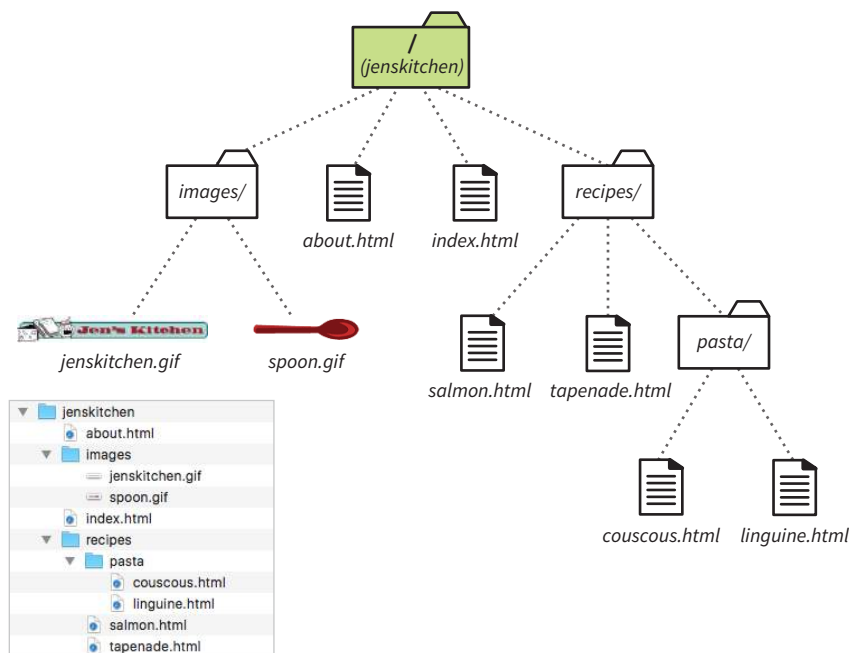 /
(jenskitchen)
images/
recipes/
about.html
index.html
Jen's Kitchen
jenskitchen.gif
spoon.gif
pasta/
salmon.html
tapenade.html
couscous.html
linguine.html
jenskitchen
about.html
images
jenskitchen.gif
spoon.gif
index.html
recipes
pasta
couscous.html
linguine.html
salmon.html
tapenade.html